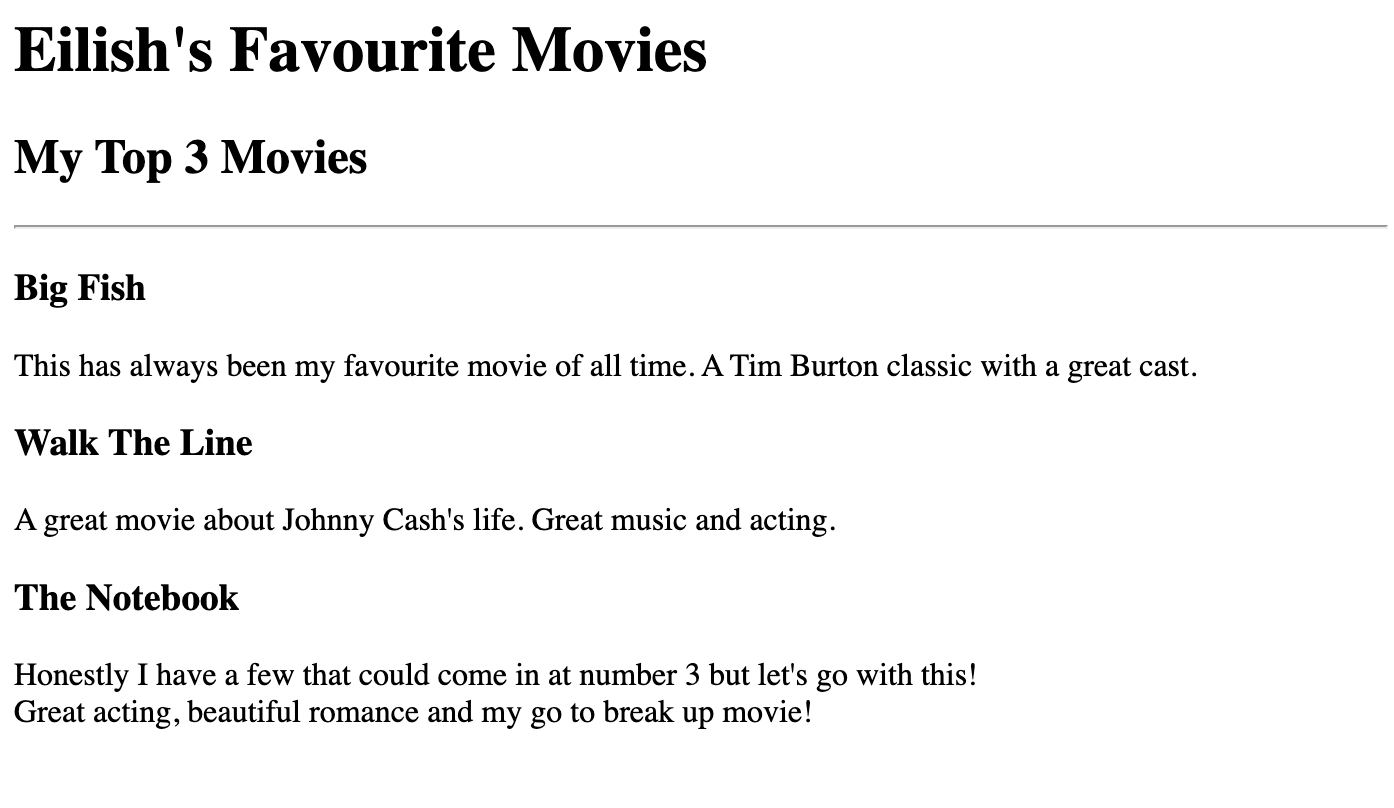 Eilish's Favourite Movies
My Top 3 Movies
Big Fish
This has always been my favourite movie of all time. A Tim Burton classic with a great cast.
Walk The Line
A great movie about Johnny Cash's life. Great music and acting.
The Notebook
Honestly I have a few that could come in at number 3 but let's go with this!
Great acting, beautiful romance and my go to break up movie!